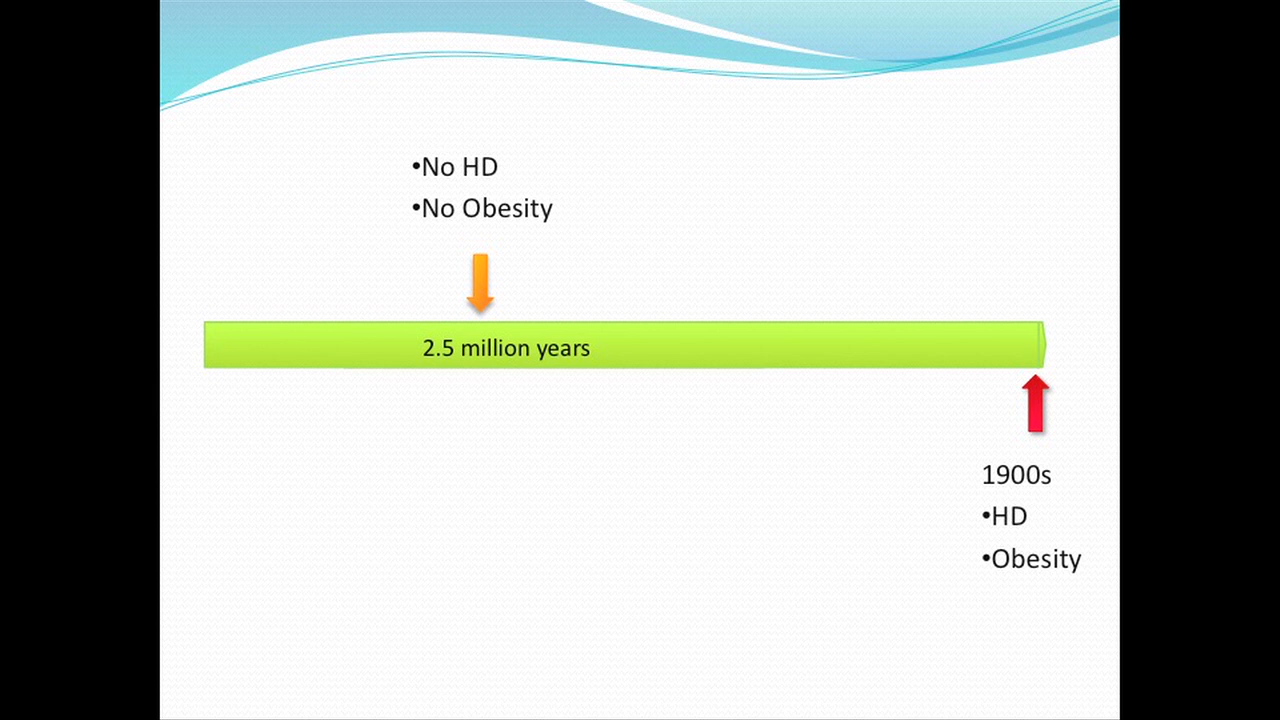 •No HD
•No Obesity
2.5 million years
1900s
•HD
•Obesity